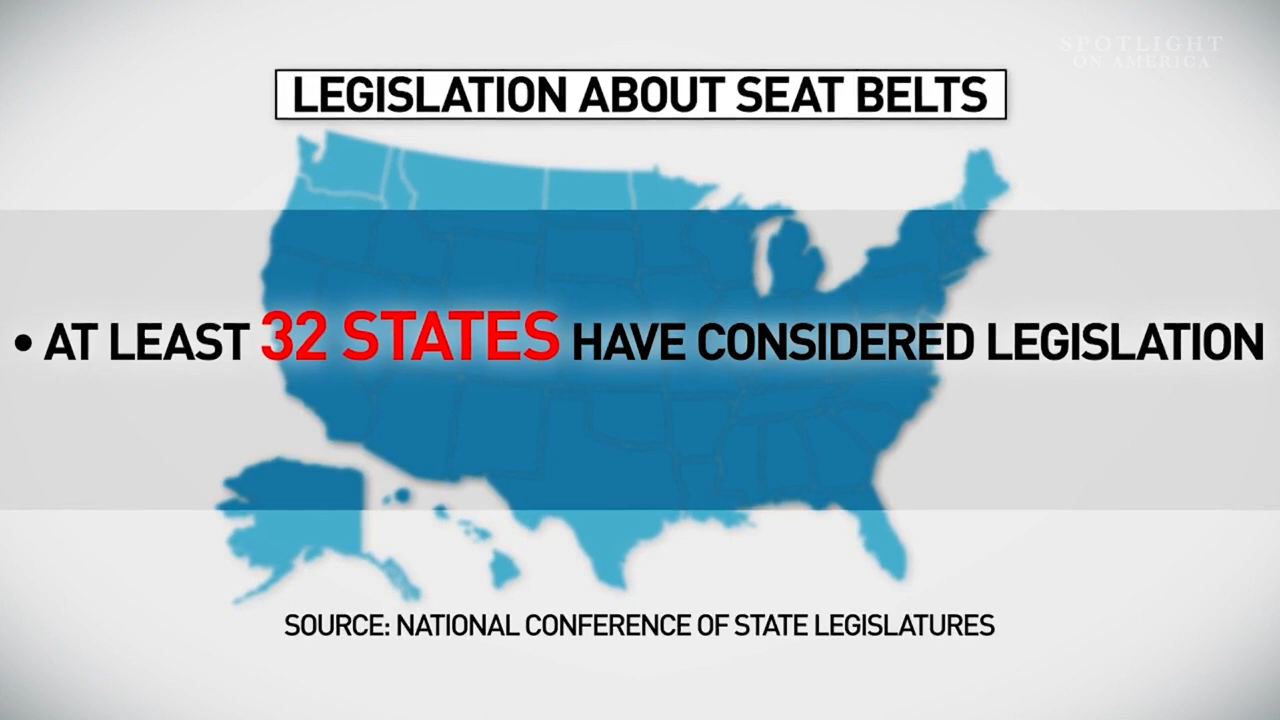 SPOTLIGHT
ON AMERICA
LEGISLATION ABOUT SEAT BELTS
• AT LEAST 32 STATES HAVE CONSIDERED LEGISLATION
SOURCE: NATIONAL CONFERENCE OF STATE LEGISLATURES